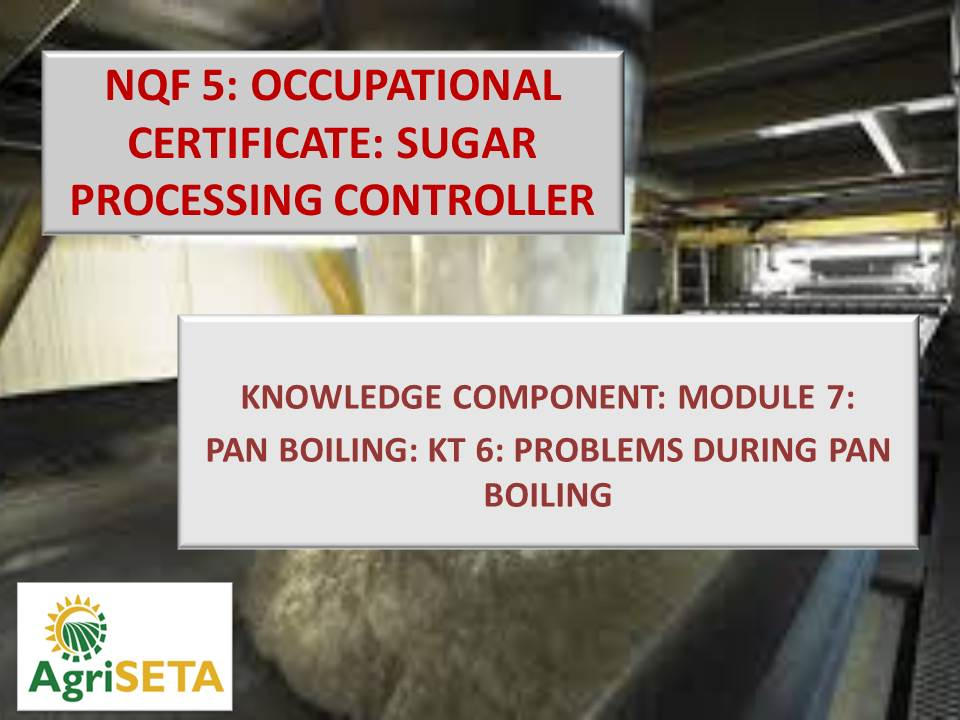 NQF 5: OCCUPATIONAL
CERTIFICATE: SUGAR
PROCESSING CONTROLLER
KNOWLEDGE COMPONENT: MODULE 7:
PAN BOILING: KT 6: PROBLEMS DURING PAN
BOILING
AgriSETA